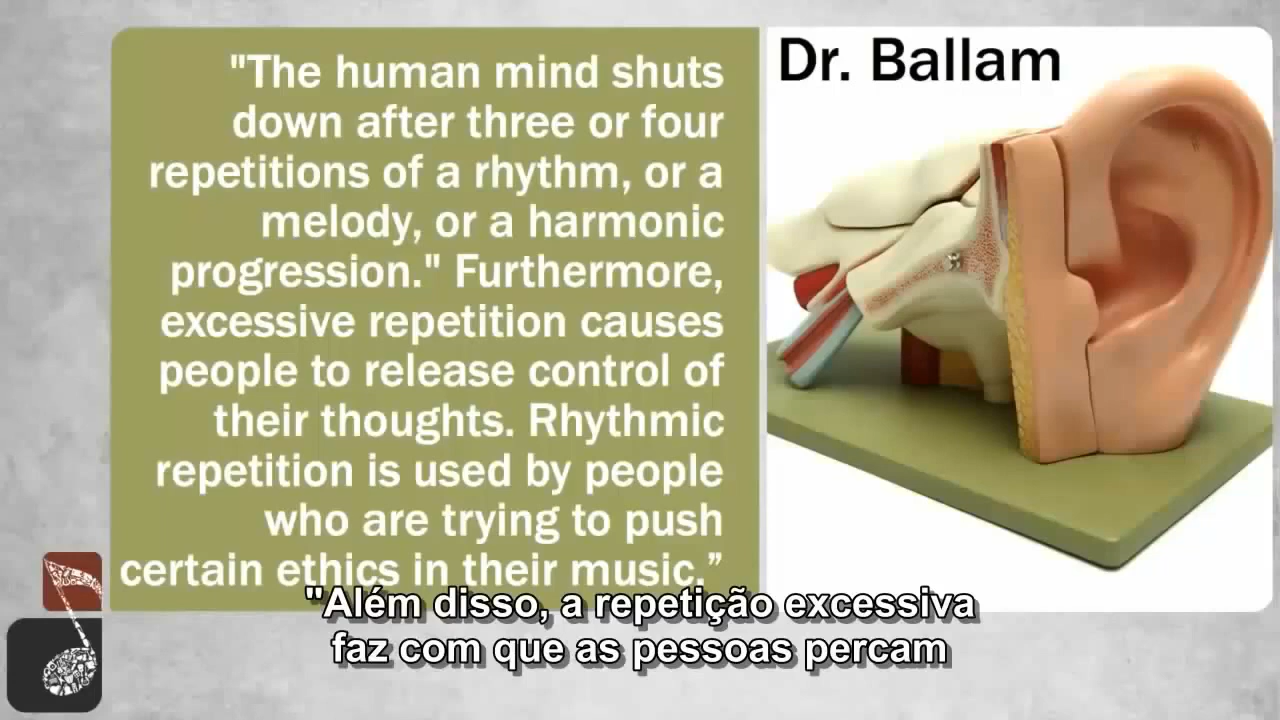 "The human mind shuts
down after three or four
repetitions of a rhythm, or a
melody, or a harmonic
progression." Furthermore,
excessive repetition causes
people to release control of
their thoughts. Rhythmic
repetition is used by people
who are trying to push
certain ethics in their music.”
Dr. Ballam
"Além disso, a repetição excessiva
faz com que as pessoas percam